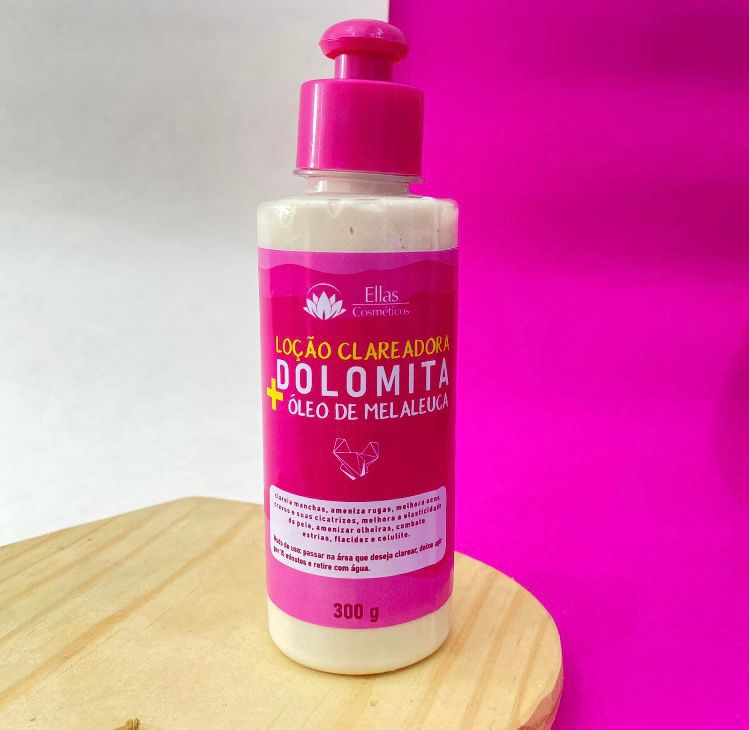 Ellas
Cosméticos
LOÇÃO CLAREADORA
DOLOMITA
+ ÓLEO DE MELALEUCA
clareia manchas, ameniza rugas, melhora acne,
cravos e suas cicatrizes, melhora a elasticidade
da pele, amenizar olheiras, combate
estrias, flacidez e celulite.
Modo de uso: passar na área que deseja clarear, deixe agir
por 15 minutos e retire com água.
300 g